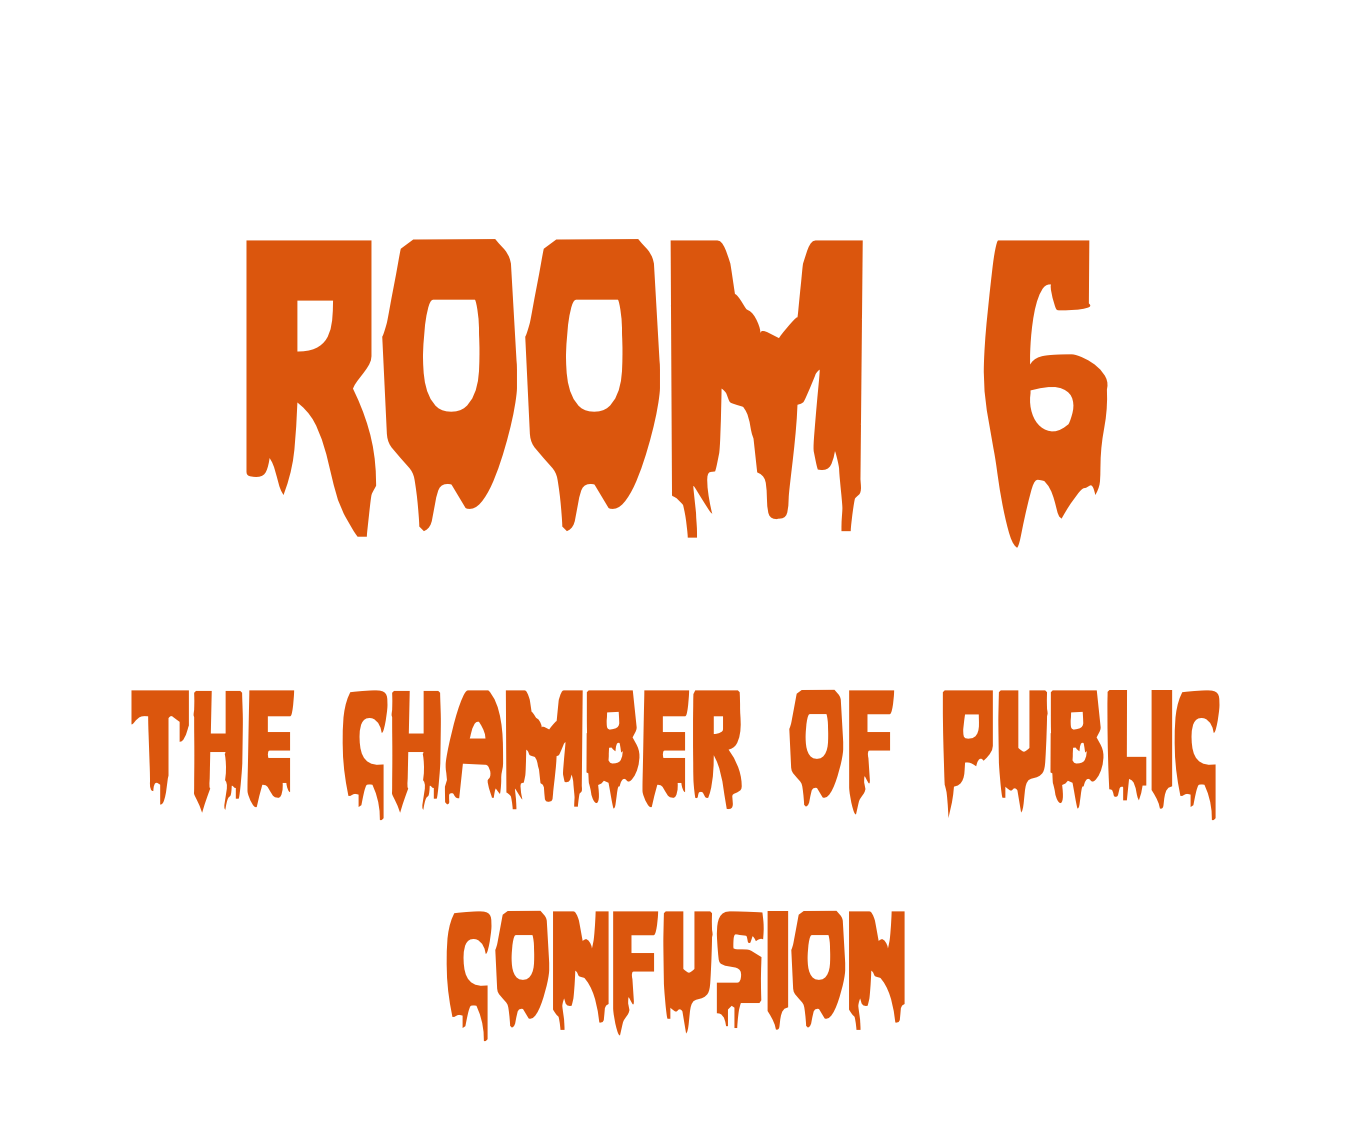 ROOM 6
THE CHAMBER OF PUBLIC
CONFUSION